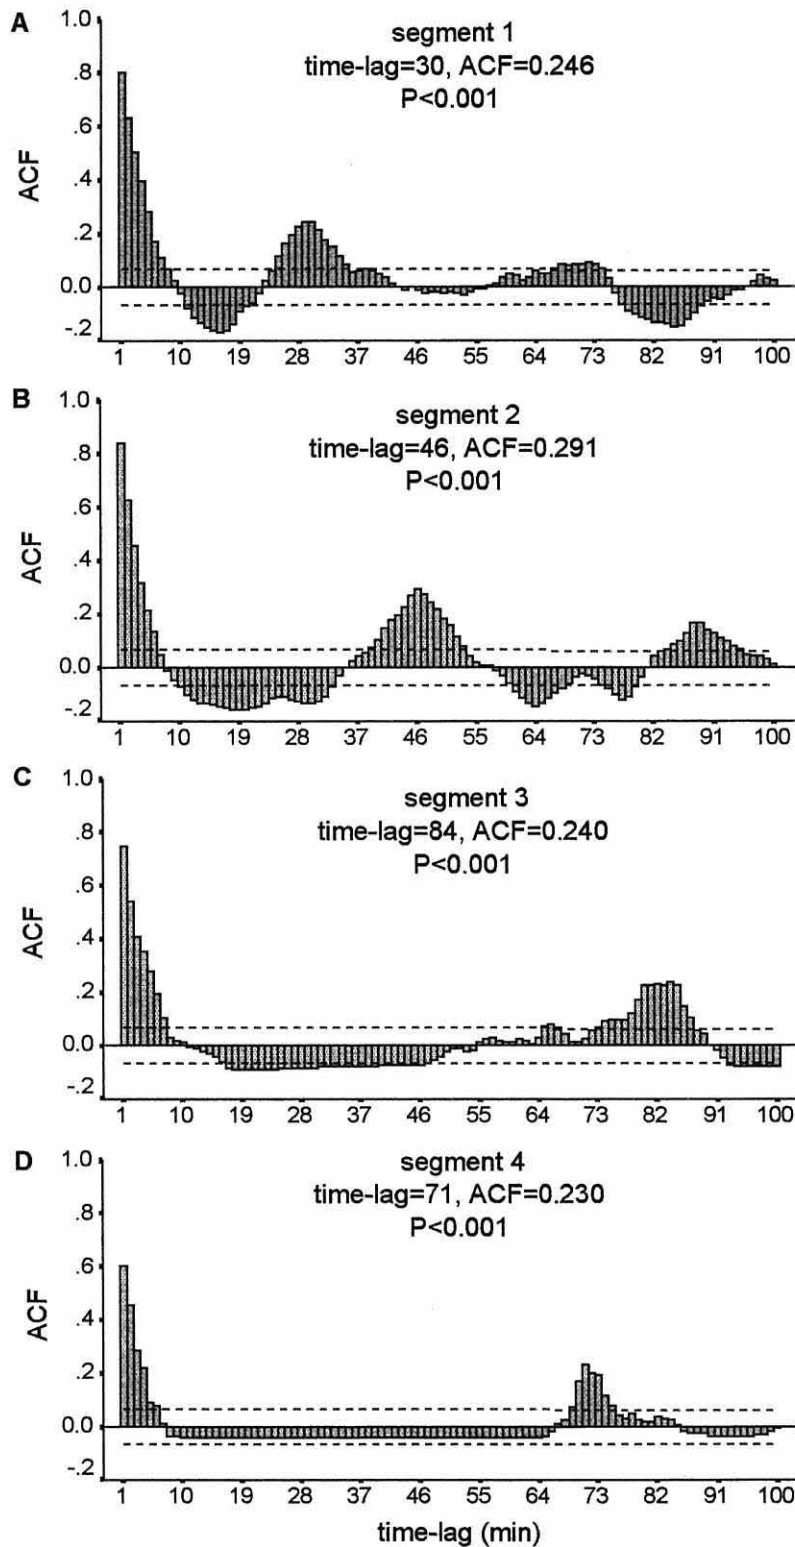 A
1.0
segment 1
time-lag=30, ACF=0.246
P<0.001
.8
.6
ACF
.4
.2
0.0
-.2
1 10 19 28 37 46 55 64 73 82 91 100
B
1.0
segment 2
time-lag=46, ACF=0.291
P<0.001
.8
.6
ACF
.4
.2
0.0
-.2
1 10 19 28 37 46 55 64 73 82 91 100
C
1.0
segment 3
time-lag=84, ACF=0.240
P<0.001
.8
.6
ACF
.4
.2
0.0
-.2
1 10 19 28 37 46 55 64 73 82 91 100
D
1.0
segment 4
time-lag=71, ACF=0.230
P<0.001
.8
.6
ACF
.4
.2
0.0
-.2
1 10 19 28 37 46 55 64 73 82 91 100
time-lag (min)